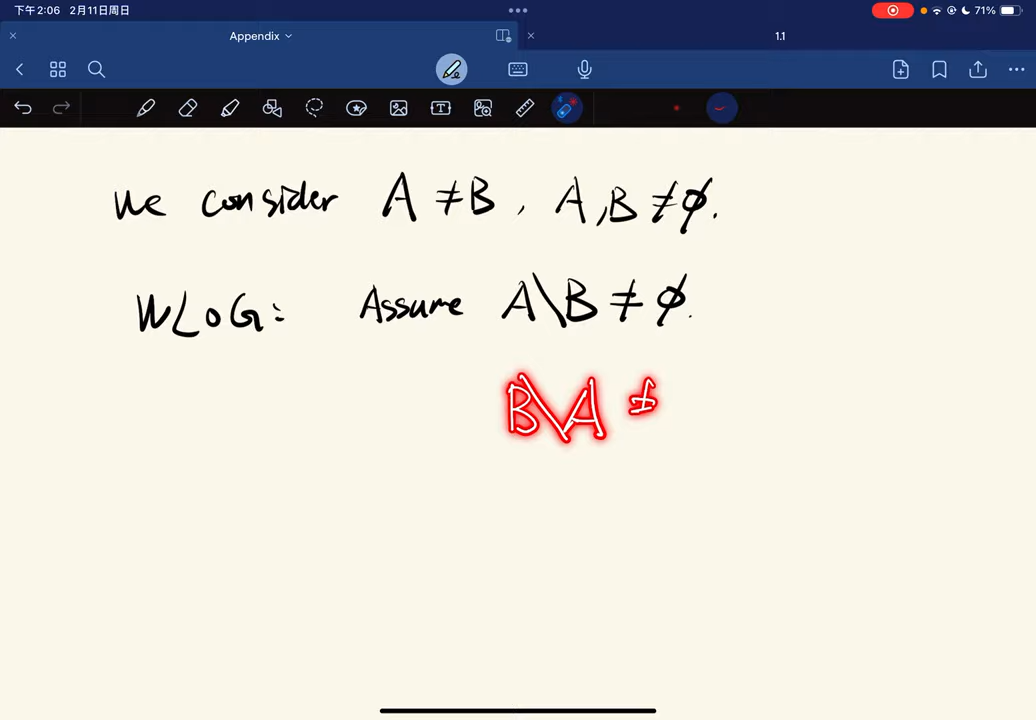 下午2:06 2月11日周日 71%
Appendix 1.1
We consider A ≠ B, A, B ≠ ϕ.
WLOG: Assume A\B ≠ ϕ.
B\A ≠